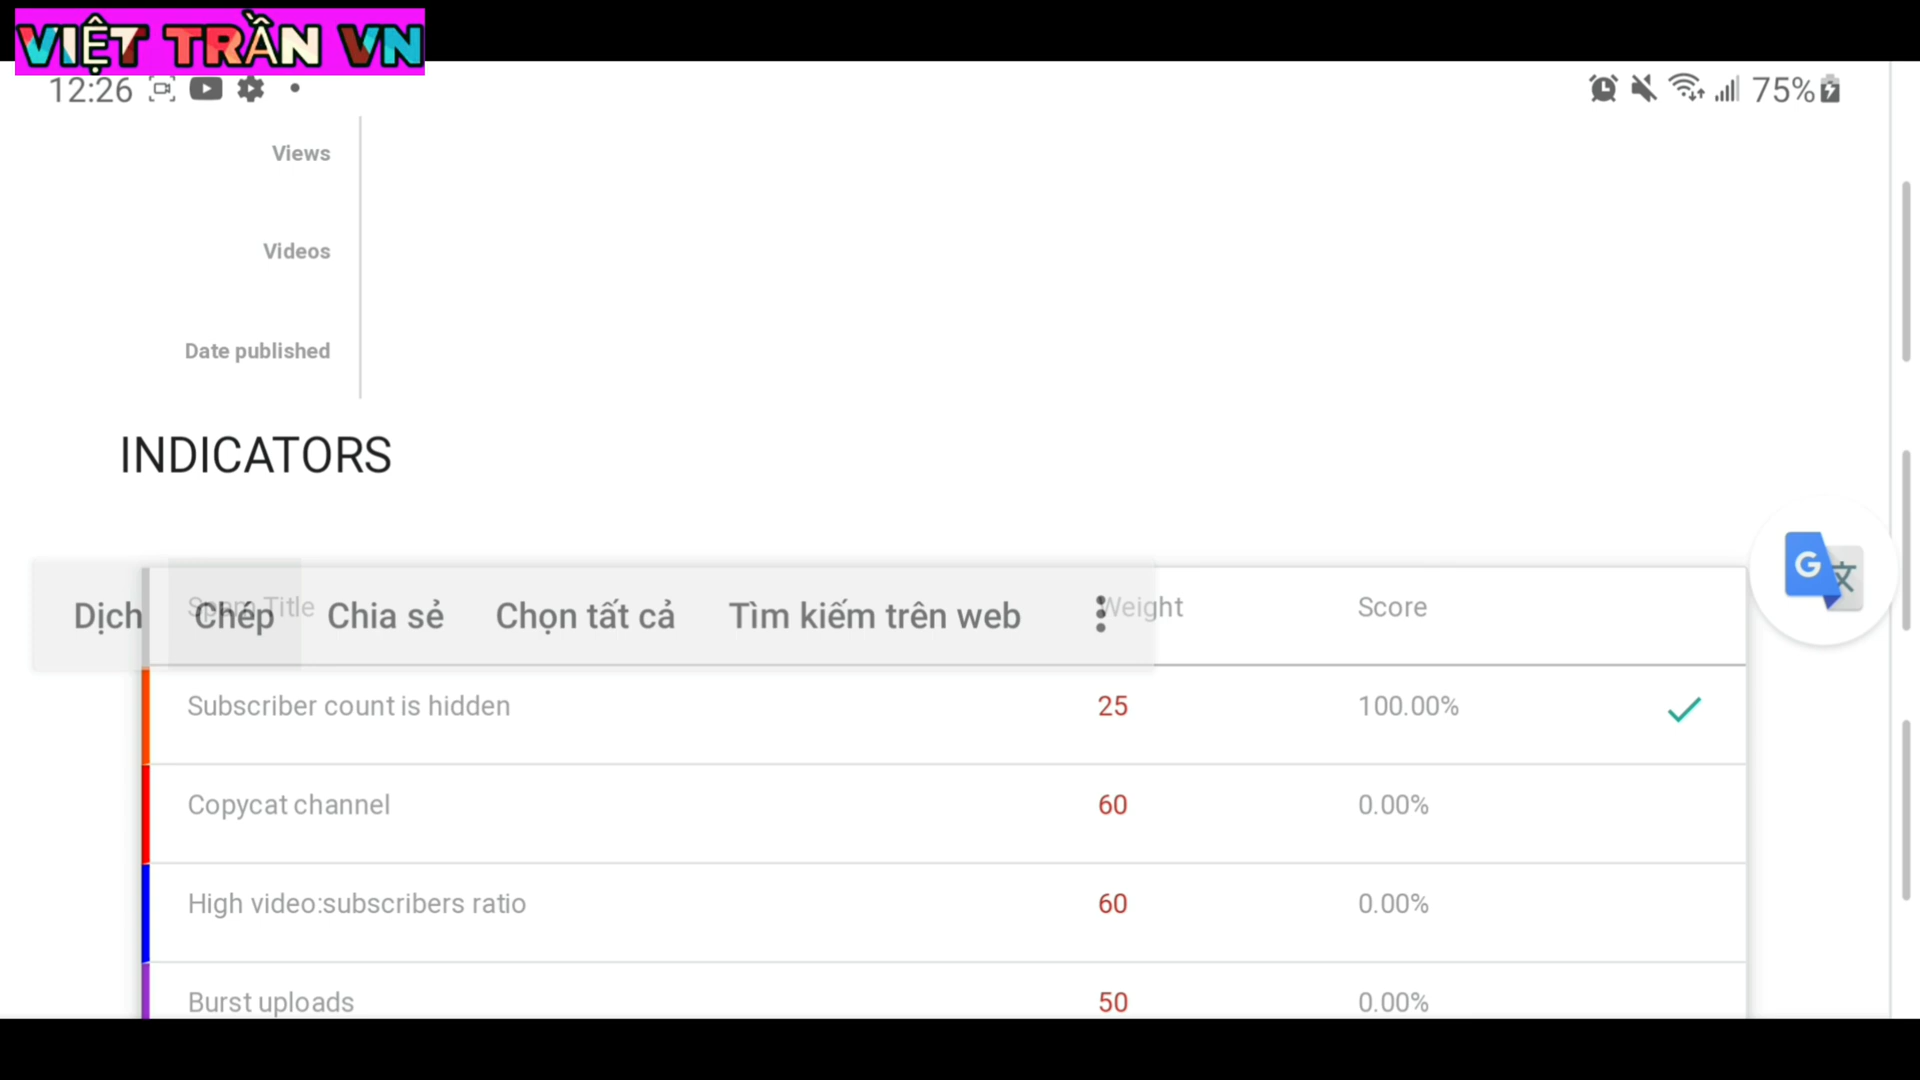 VIỆT TRẦN VN
12:26
75%
Views
Videos
Date published
INDICATORS
Dịch Chép Chia sẻ Chọn tất cả Tìm kiếm trên web
Spam Title Weight Score
Subscriber count is hidden 25 100.00%
Copycat channel 60 0.00%
High video:subscribers ratio 60 0.00%
Burst uploads 50 0.00%